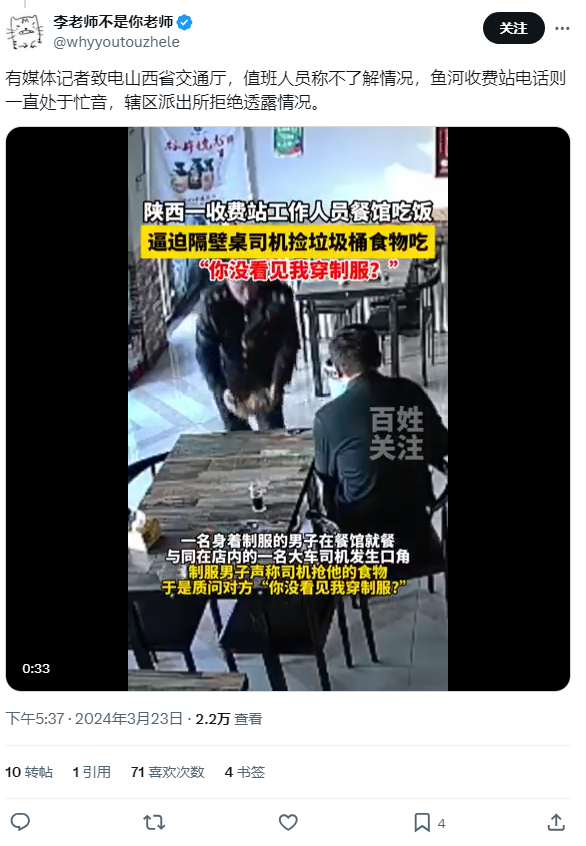 李老师不是你老师
关注
@whyyoutouzhele
有媒体记者致电山西省交通厅，值班人员称不了解情况，鱼河收费站电话则
一直处于忙音，辖区派出所拒绝透露情况。
陕西一收费站工作人员餐馆吃饭
逼迫隔壁桌司机捡垃圾桶食物吃
“你没看见我穿制服？”
百姓
关注
一名身着制服的男子在餐馆就餐
与同在店内的一名大车司机发生口角
制服男子声称司机抢他的食物
于是质问对方“你没看见我穿制服?”
0:33
下午5:37 · 2024年3月23日 · 2.2万 查看
10 转帖 1 引用 71 喜欢次数 4 书签
4